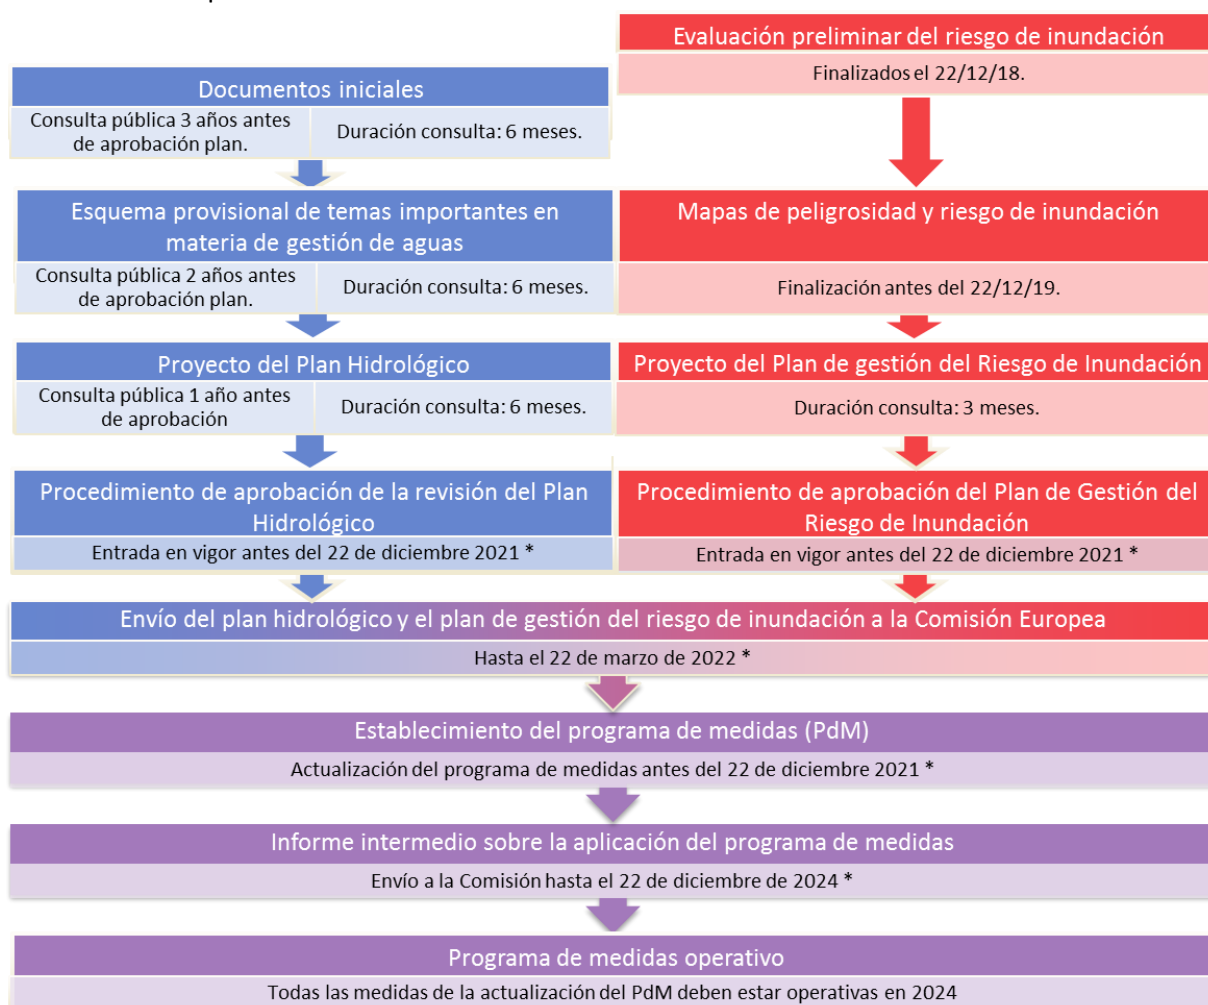 Evaluación preliminar del riesgo de inundación
Finalizados el 22/12/18.
Documentos iniciales
Consulta pública 3 años antes
de aprobación plan.
Duración consulta: 6 meses.
Esquema provisional de temas importantes en
materia de gestión de aguas
Consulta pública 2 años antes
de aprobación plan.
Duración consulta: 6 meses.
Mapas de peligrosidad y riesgo de inundación
Finalización antes del 22/12/19.
Proyecto del Plan Hidrológico
Consulta pública 1 año antes
de aprobación
Duración consulta: 6 meses.
Proyecto del Plan de gestión del Riesgo de Inundación
Duración consulta: 3 meses.
Procedimiento de aprobación de la revisión del Plan
Hidrológico
Entrada en vigor antes del 22 de diciembre 2021 *
Procedimiento de aprobación del Plan de Gestión del
Riesgo de Inundación
Entrada en vigor antes del 22 de diciembre 2021 *
Envío del plan hidrológico y el plan de gestión del riesgo de inundación a la Comisión Europea
Hasta el 22 de marzo de 2022 *
Establecimiento del programa de medidas (PdM)
Actualización del programa de medidas antes del 22 de diciembre 2021 *
Informe intermedio sobre la aplicación del programa de medidas
Envío a la Comisión hasta el 22 de diciembre de 2024 *
Programa de medidas operativo
Todas las medidas de la actualización del PdM deben estar operativas en 2024